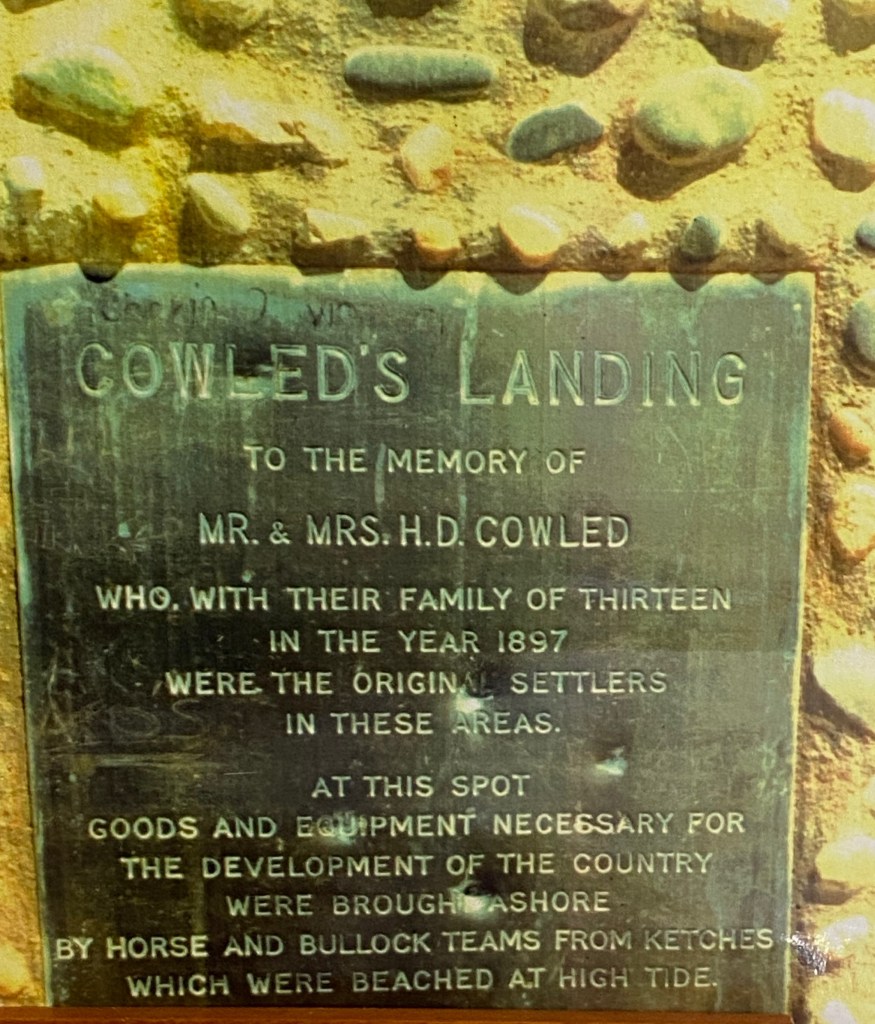 COWLED'S LANDING
TO THE MEMORY OF
MR. & MRS. H.D. COWLED
WHO. WITH THEIR FAMILY OF THIRTEEN
IN THE YEAR 1897
WERE THE ORIGINAL SETTLERS
IN THESE AREAS.
AT THIS SPOT
GOODS AND EQUIPMENT NECESSARY FOR
THE DEVELOPMENT OF THE COUNTRY
WERE BROUGHT ASHORE
BY HORSE AND BULLOCK TEAMS FROM KETCHES
WHICH WERE BEACHED AT HIGH TIDE.